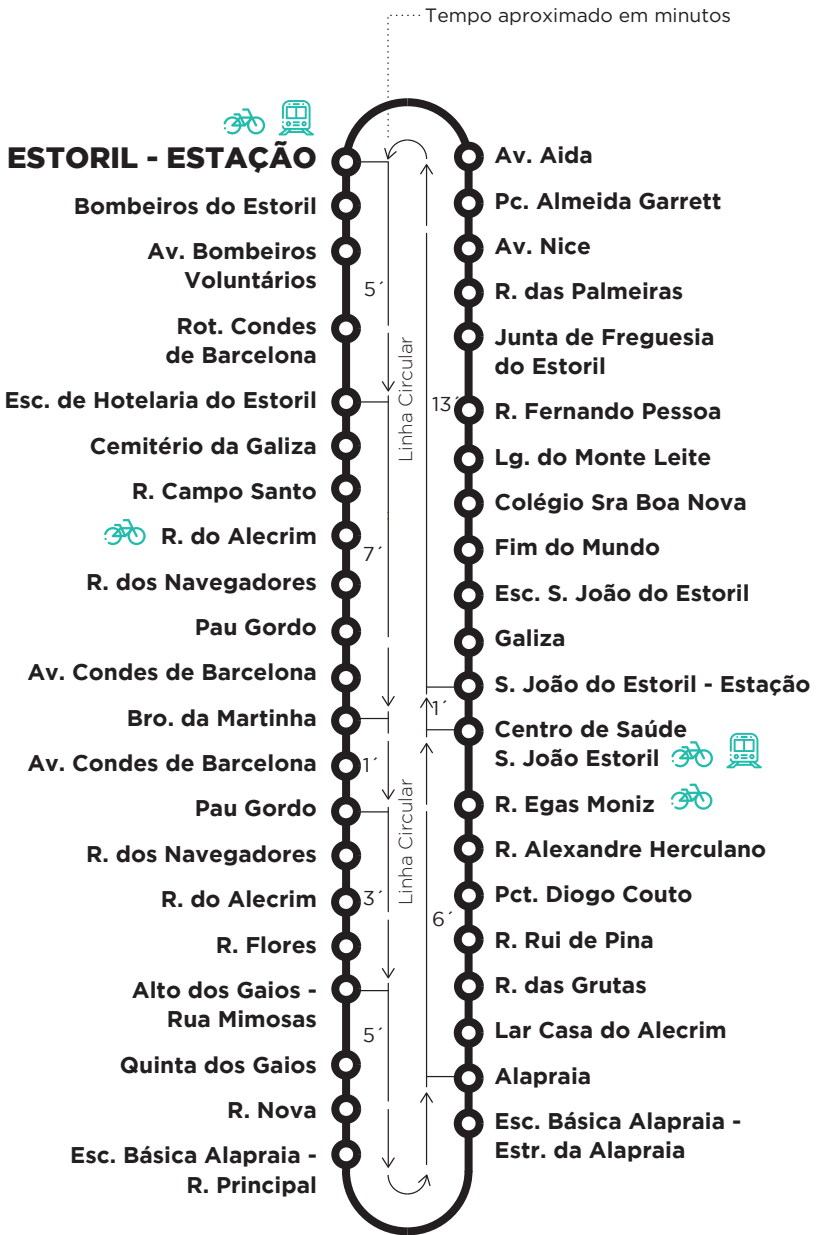 Tempo aproximado em minutos
ESTORIL - ESTAÇÃO
Bombeiros do Estoril
Av. Bombeiros
Voluntários
5´
Rot. Condes
de Barcelona
Esc. de Hotelaria do Estoril
Cemitério da Galiza
R. Campo Santo
R. do Alecrim
7´
R. dos Navegadores
Pau Gordo
Av. Condes de Barcelona
Bro. da Martinha
Av. Condes de Barcelona
1´
Pau Gordo
R. dos Navegadores
R. do Alecrim
3´
R. Flores
Alto dos Gaios -
Rua Mimosas
5´
Quinta dos Gaios
R. Nova
Esc. Básica Alapraia -
R. Principal
Linha Circular
Linha Circular
Av. Aida
Pc. Almeida Garrett
Av. Nice
R. das Palmeiras
Junta de Freguesia
do Estoril
13´
R. Fernando Pessoa
Lg. do Monte Leite
Colégio Sra Boa Nova
Fim do Mundo
Esc. S. João do Estoril
Galiza
S. João do Estoril - Estação
1´
Centro de Saúde
S. João Estoril
R. Egas Moniz
R. Alexandre Herculano
Pct. Diogo Couto
6´
R. Rui de Pina
R. das Grutas
Lar Casa do Alecrim
Alapraia
Esc. Básica Alapraia -
Estr. da Alapraia